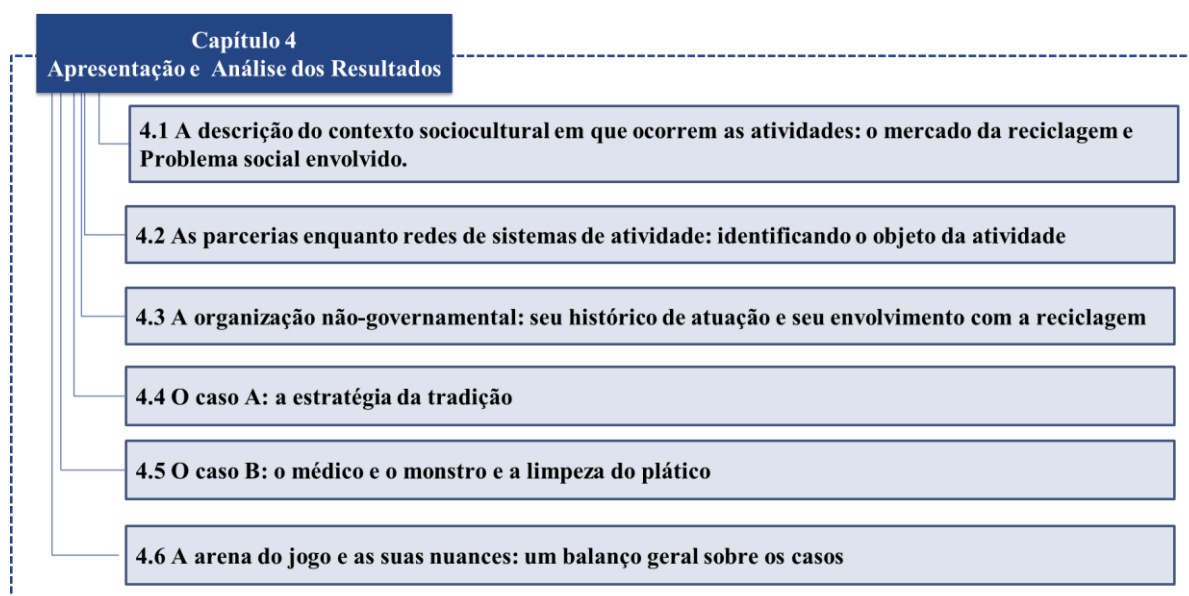 Capítulo 4
Apresentação e Análise dos Resultados
4.1 A descrição do contexto sociocultural em que ocorrem as atividades: o mercado da reciclagem e
Problema social envolvido.
4.2 As parcerias enquanto redes de sistemas de atividade: identificando o objeto da atividade
4.3 A organização não-governamental: seu histórico de atuação e seu envolvimento com a reciclagem
4.4 O caso A: a estratégia da tradição
4.5 O caso B: o médico e o monstro e a limpeza do plático
4.6 A arena do jogo e as suas nuances: um balanço geral sobre os casos